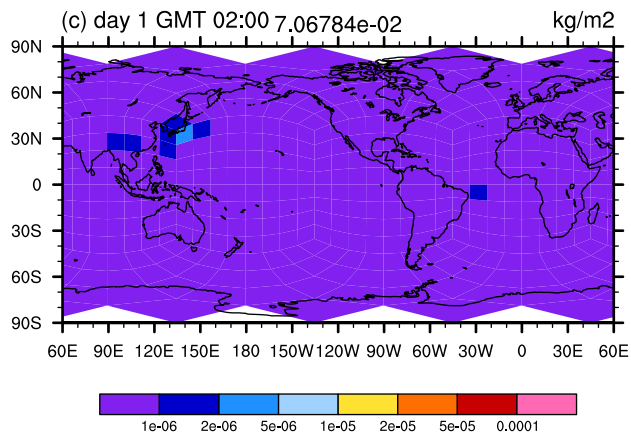 (c) day 1 GMT 02:00 7.06784e-02 kg/m2
90N
60N
30N
0
30S
60S
90S
60E 90E 120E 150E 180 150W 120W 90W 60W 30W 0 30E 60E
1e-06 2e-06 5e-06 1e-05 2e-05 5e-05 0.0001